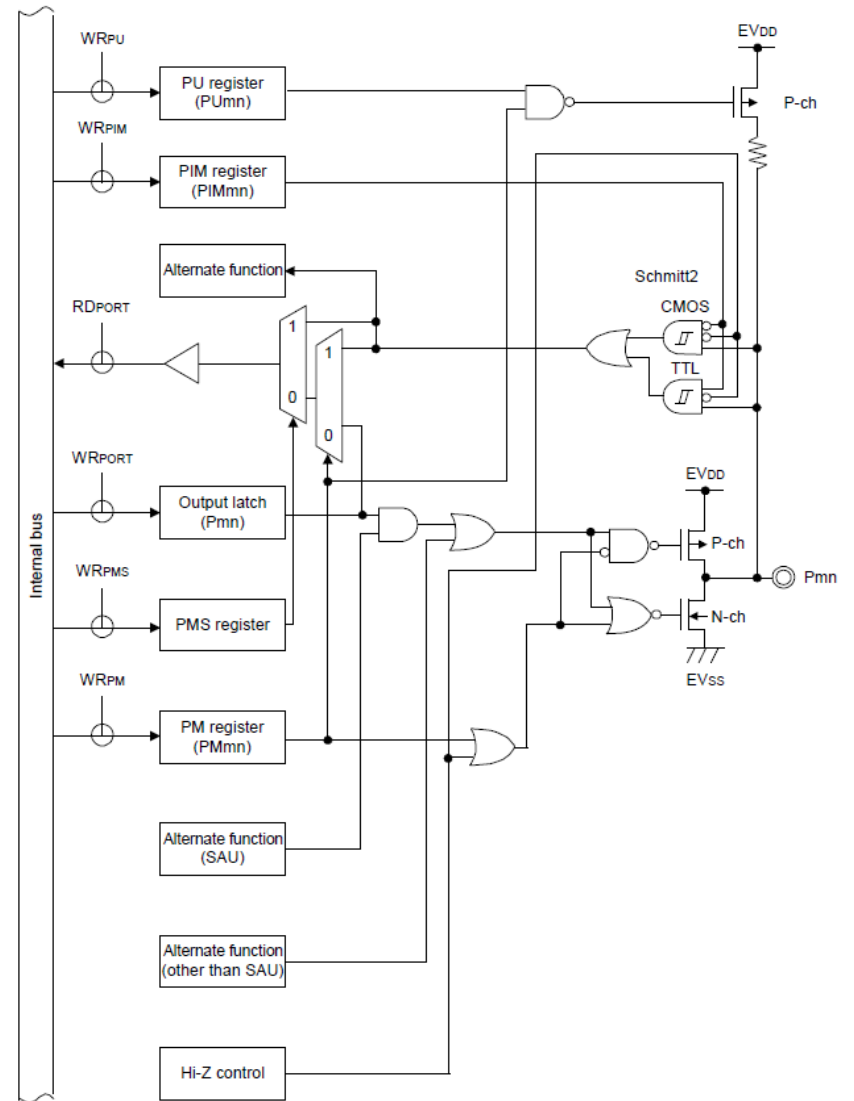 WRPU
EVDD
PU register
(PUmn)
P-ch
WRPIM
PIM register
(PIMmn)
Alternate function
Schmitt2
RDPORT
CMOS
1
1
TTL
0
0
WRPORT
EVDD
Output latch
(Pmn)
P-ch
Internal bus
WRPMS
Pmn
PMS register
N-ch
EVSS
WRPM
PM register
(PMmn)
Alternate function
(SAU)
Alternate function
(other than SAU)
Hi-Z control